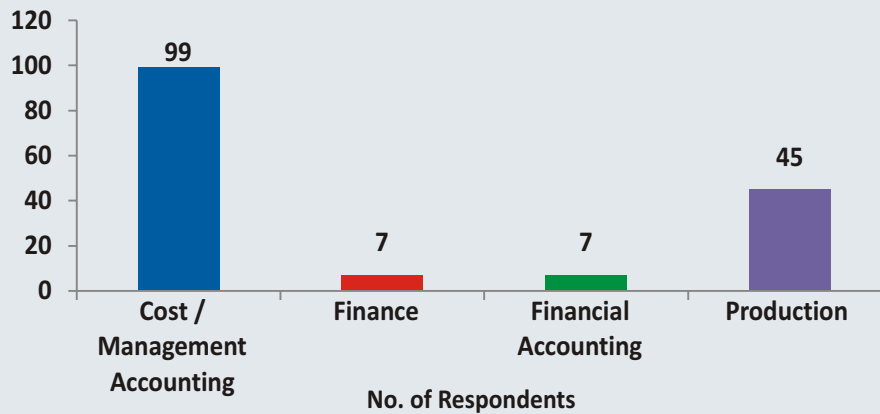 120
100
80
60
40
20
0
99
7
7
45
Cost /
Management
Accounting
Finance
Financial
Accounting
Production
No. of Respondents